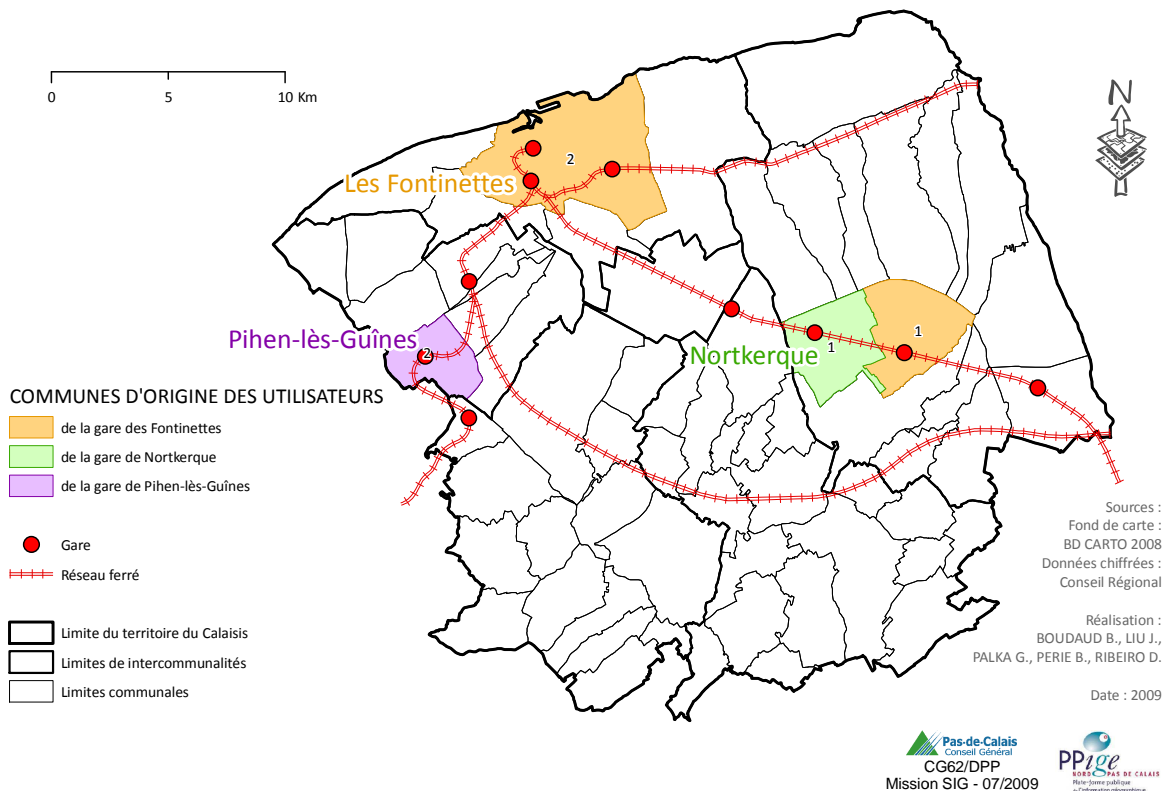 0 5 10 Km
N
2
Les Fontinettes
Pihen-lès-Guînes
2
1
1
Nortkerque
COMMUNES D'ORIGINE DES UTILISATEURS
de la gare des Fontinettes
de la gare de Nortkerque
de la gare de Pihen-lès-Guînes
Gare
Réseau ferré
Limite du territoire du Calaisis
Limites de intercommunalités
Limites communales
Sources :
Fond de carte :
BD CARTO 2008
Données chiffrées :
Conseil Régional
Réalisation :
BOUDAUD B., LIU J.,
PALKA G., PERIE B., RIBEIRO D.
Date : 2009
Pas-de-Calais
Conseil Général
CG62/DPP
Mission SIG - 07/2009
PPige
NORD PAS DE CALAIS
Plate-forme publique
de l'information géographique